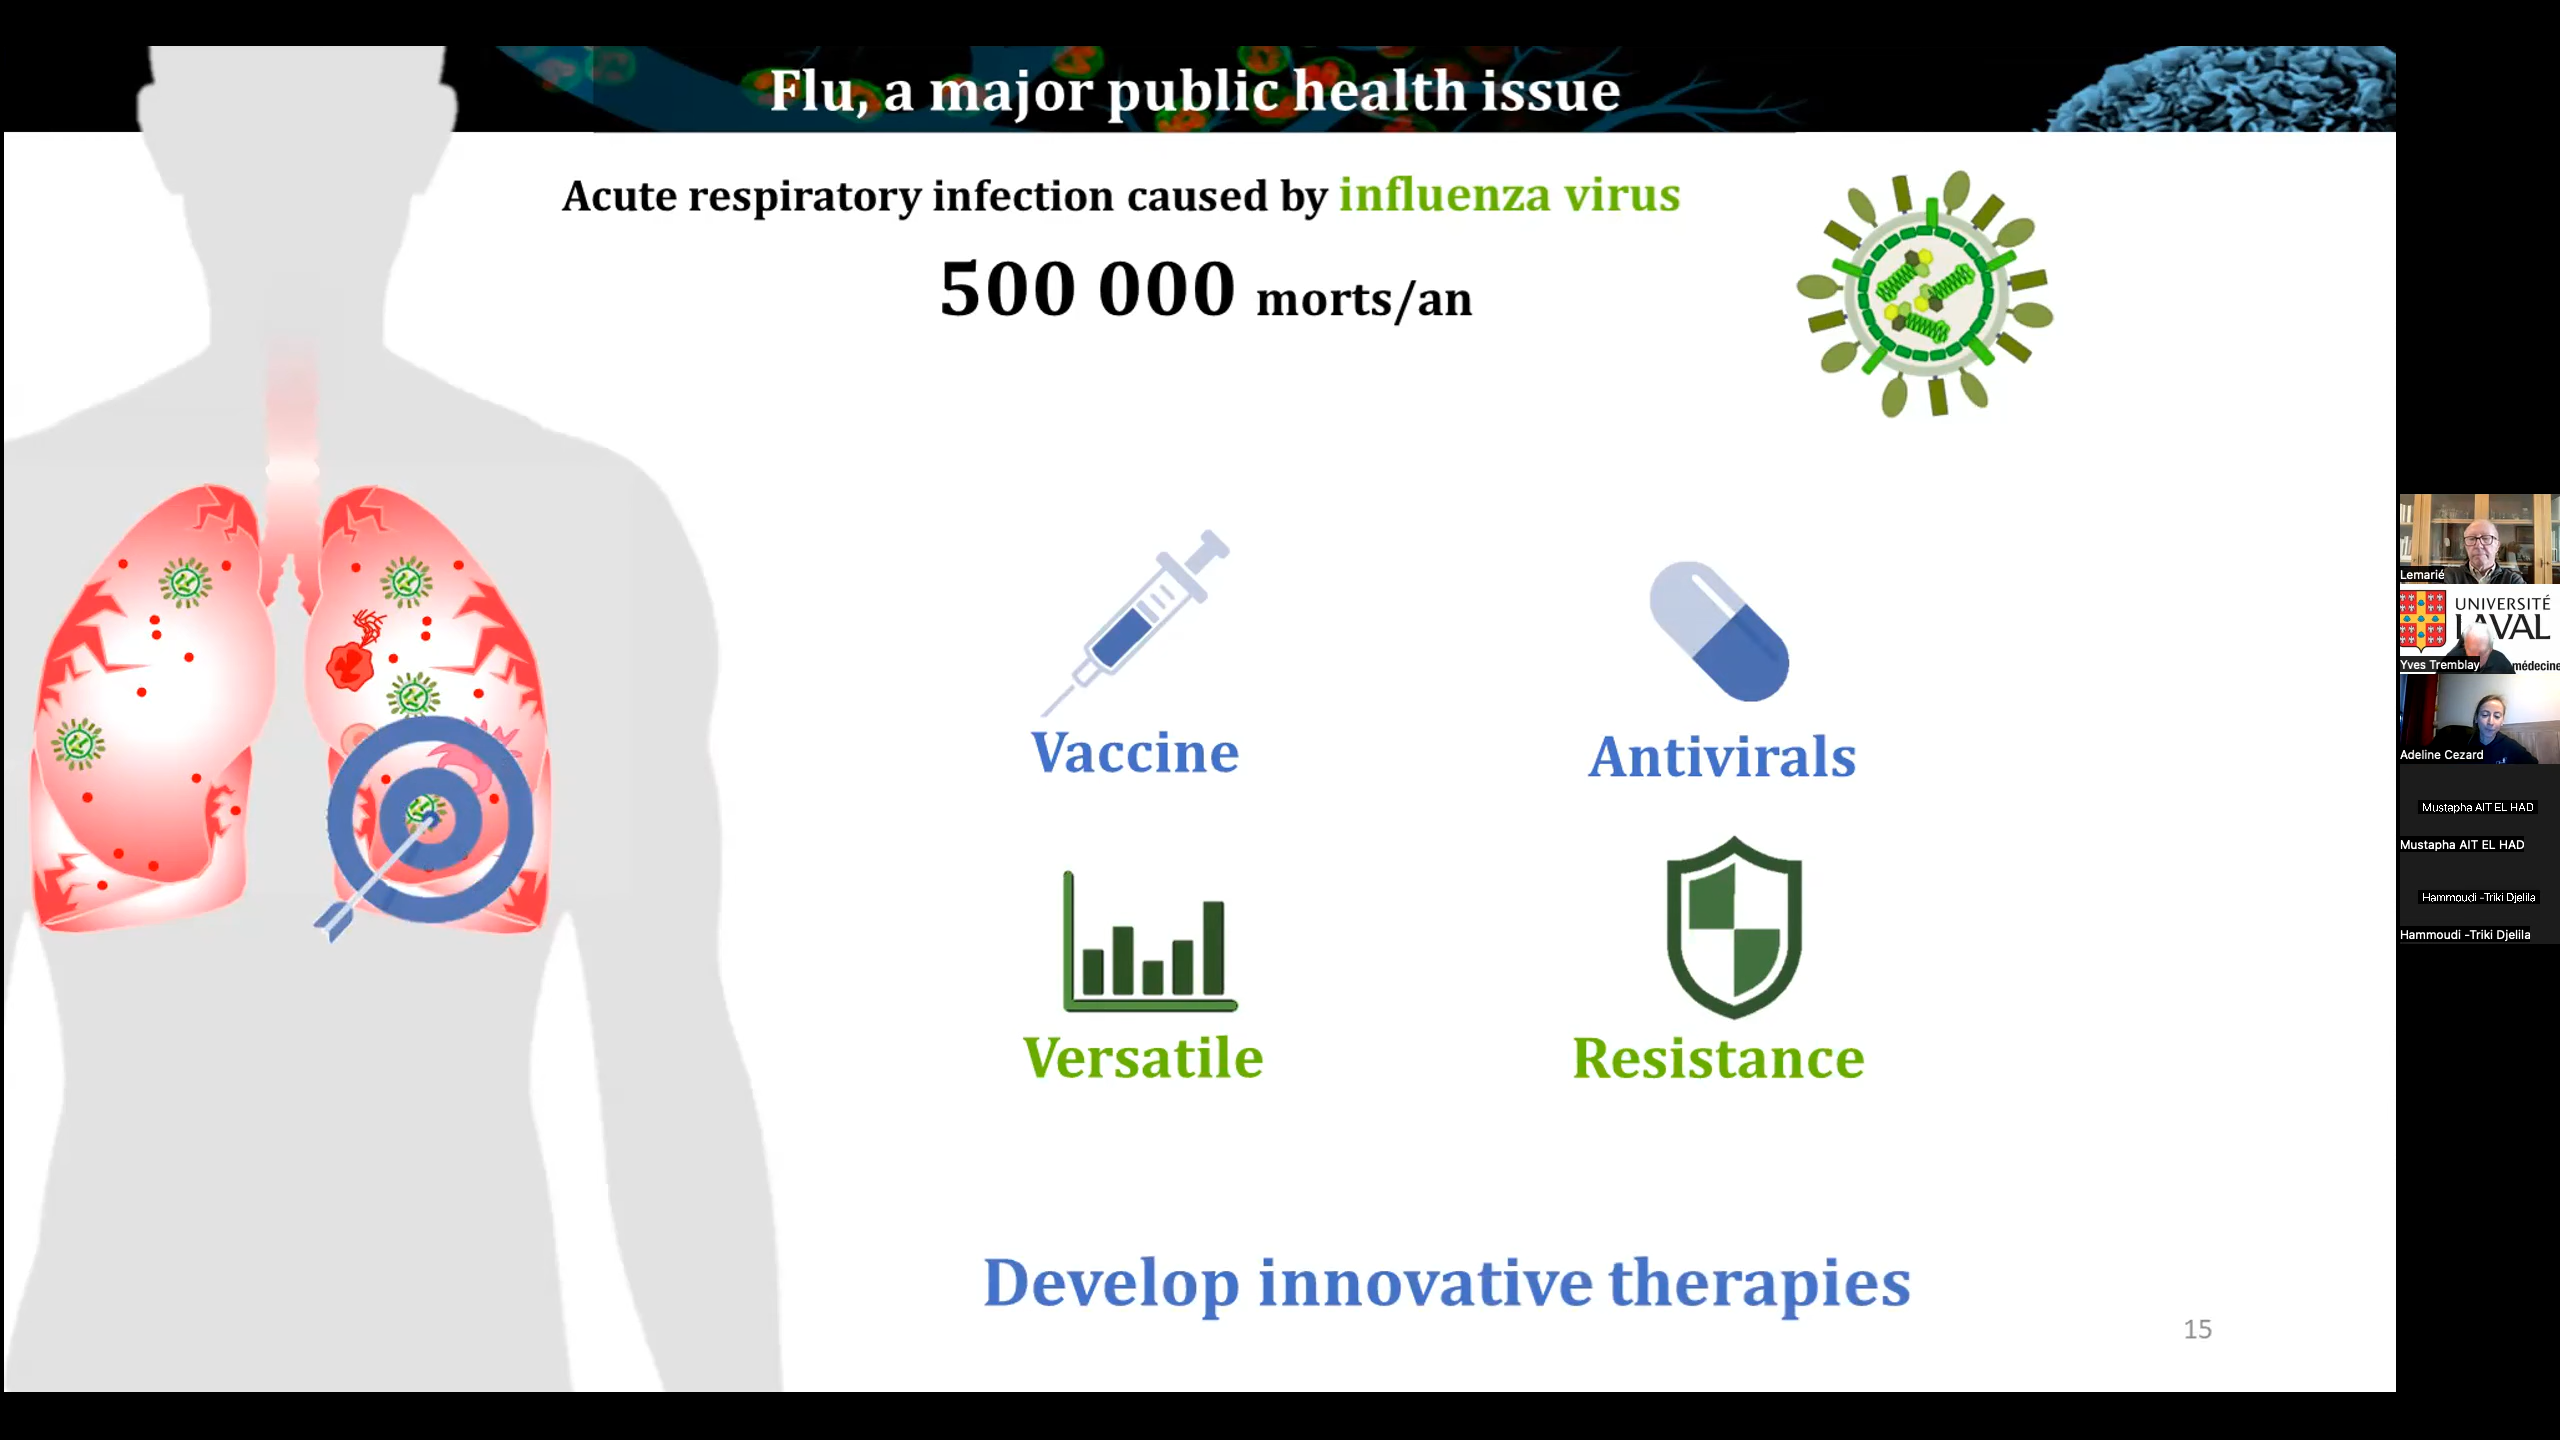 Flu, a major public health issue
Acute respiratory infection caused by influenza virus
500 000 morts/an
Vaccine
Antivirals
Versatile
Resistance
Develop innovative therapies
15
Lemarié
UNIVERSITÉ
LAVAL
Yves Tremblay
médecine
Adeline Cezard
Mustapha AIT EL HAD
Mustapha AIT EL HAD
Hammoudi -Triki Djelila
Hammoudi -Triki Djelila